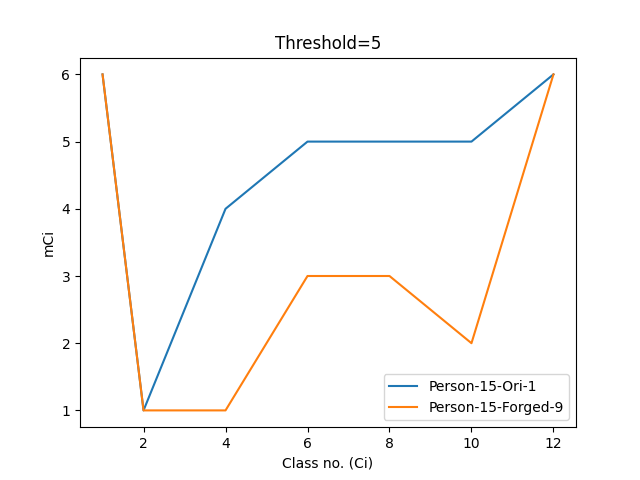 Threshold=5
mCi
6
5
4
3
2
1
2 4 6 8 10 12
Class no. (Ci)
Person-15-Ori-1
Person-15-Forged-9